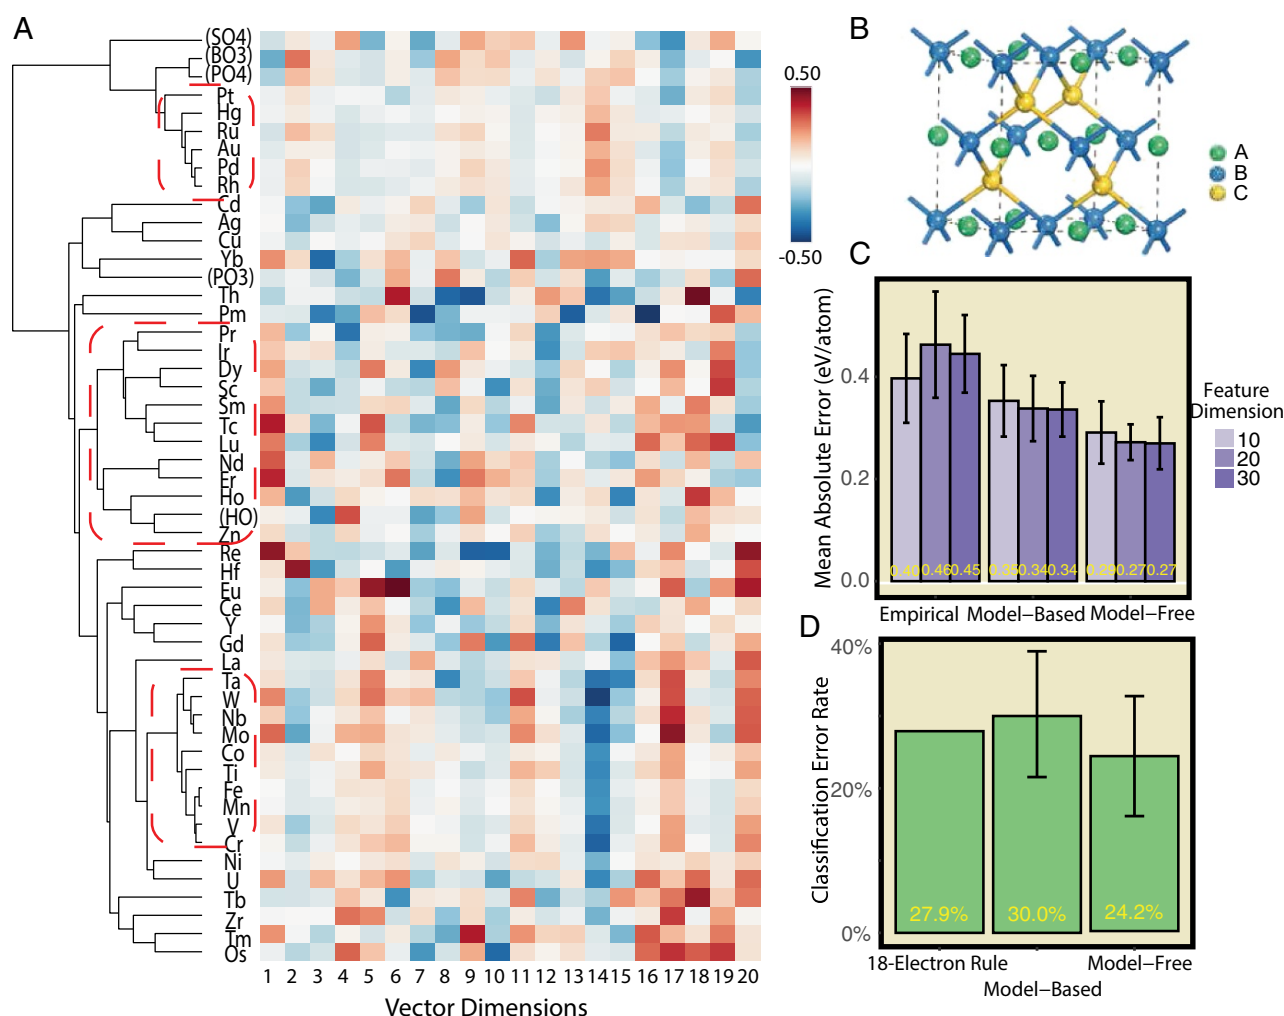 A
(SO4)
(BO3)
(PO4)
Pt
Hg
Ru
Au
Pd
Rh
Cd
Ag
Cu
Yb
(PO3)
Th
Pm
Pr
Ir
Dy
Sc
Sm
Tc
Lu
Nd
Er
Ho
(HO)
Zn
Re
Hf
Eu
Ce
Y
Gd
La
Ta
W
Nb
Mo
Co
Ti
Fe
Mn
V
Cr
Ni
U
Tb
Zr
Tm
Os
1 2 3 4 5 6 7 8 9 10 11 12 13 14 15 16 17 18 19 20
Vector Dimensions
0.50
-0.50
B
A
B
C
C
Mean Absolute Error (eV/atom)
0.4
0.2
0.0
0.40 0.46 0.45 0.35 0.34 0.34 0.29 0.27 0.27
Empirical Model−Based Model−Free
Feature
Dimension
10
20
30
D
Classification Error Rate
40%
20%
0%
27.9% 30.0% 24.2%
18-Electron Rule Model−Free
Model−Based